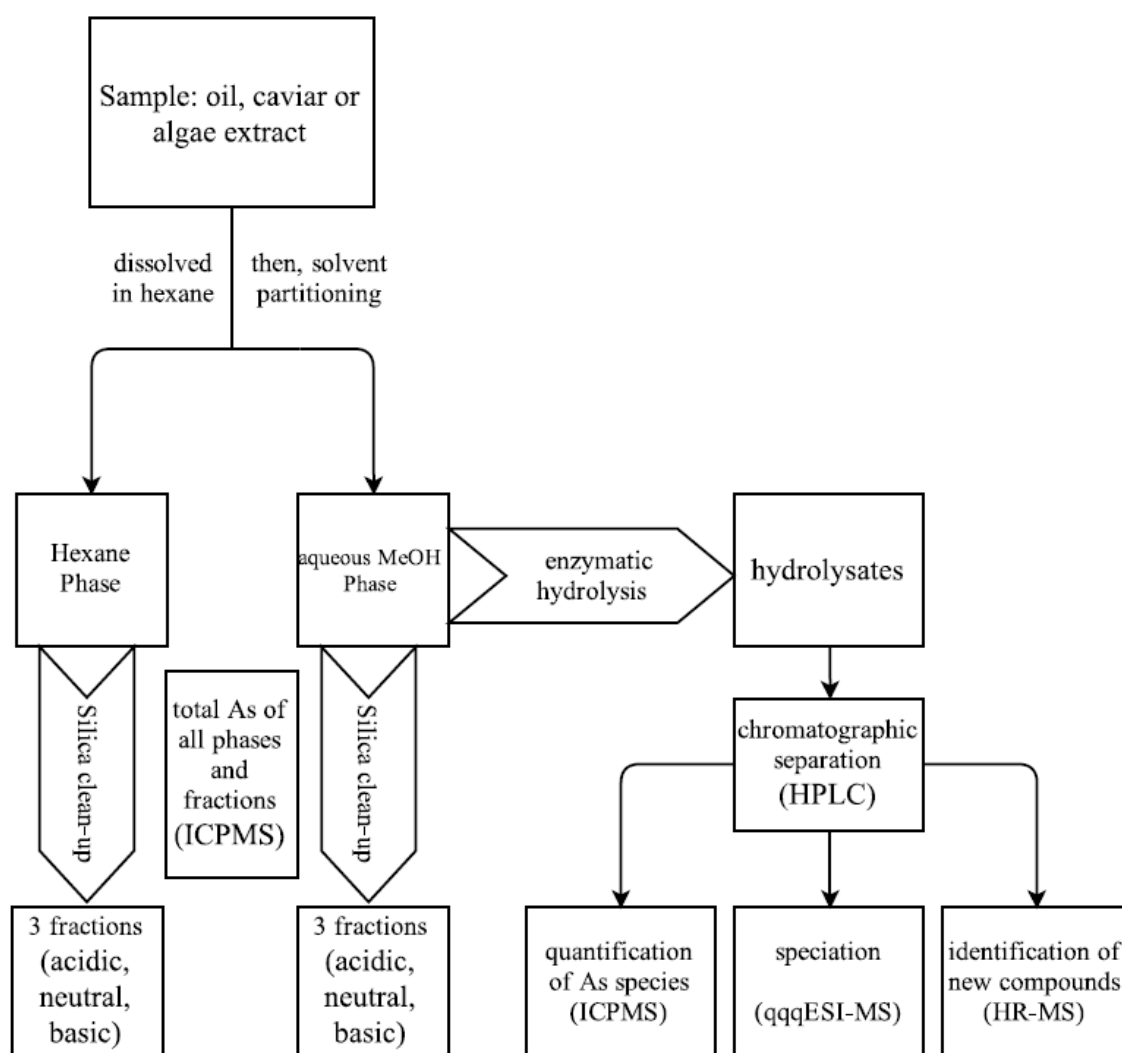 Sample: oil, caviar or
algae extract
dissolved
in hexane
then, solvent
partitioning
Hexane
Phase
aqueous MeOH
Phase
enzymatic
hydrolysis
hydrolysates
Silica clean-up
total As of
all phases
and
fractions
(ICPMS)
Silica clean-up
chromatographic
separation
(HPLC)
3 fractions
(acidic,
neutral,
basic)
3 fractions
(acidic,
neutral,
basic)
quantification
of As species
(ICPMS)
speciation
(qqqESI-MS)
identification of
new compounds
(HR-MS)